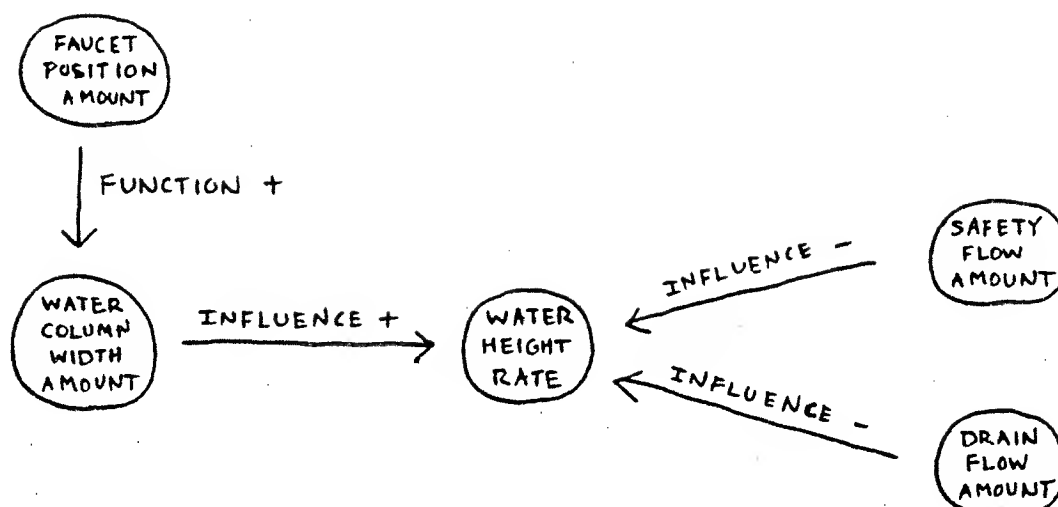 FAUCET
POSITION
AMOUNT
FUNCTION +
WATER
COLUMN
WIDTH
AMOUNT
INFLUENCE +
WATER
HEIGHT
RATE
INFLUENCE -
SAFETY
FLOW
AMOUNT
INFLUENCE -
DRAIN
FLOW
AMOUNT